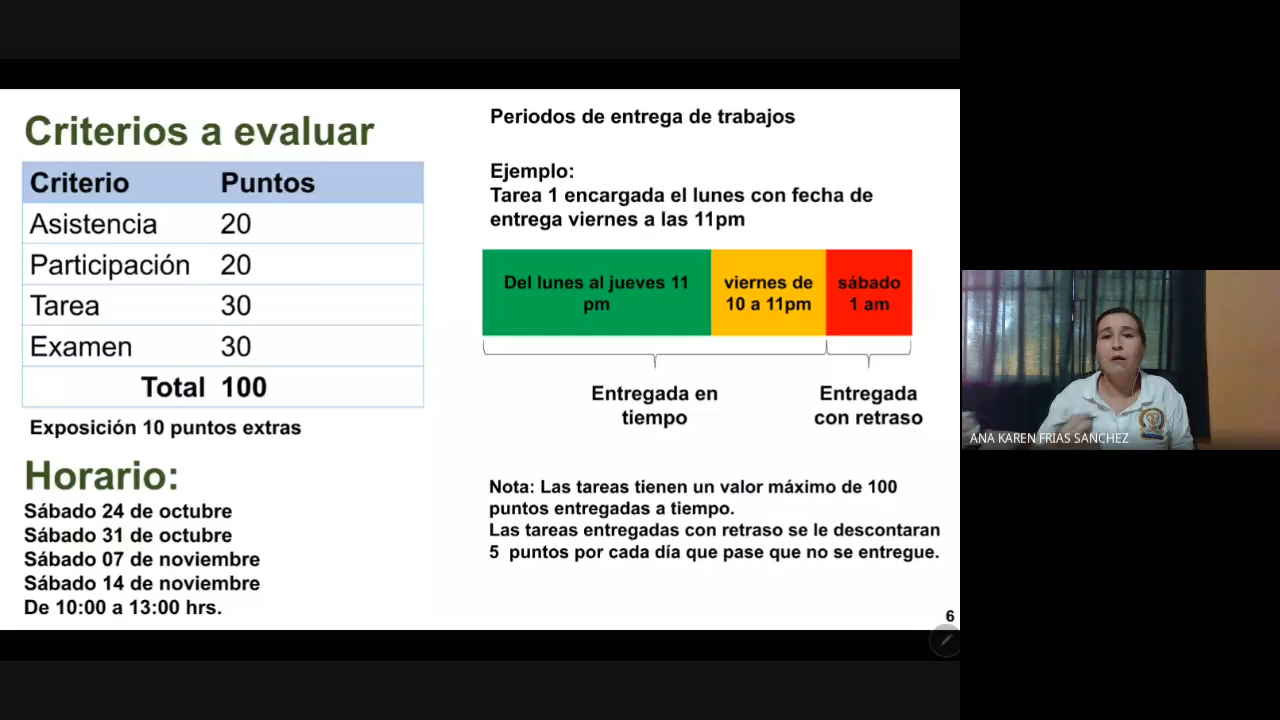 Criterios a evaluar
Criterio Puntos
Asistencia 20
Participación 20
Tarea 30
Examen 30
Total 100
Exposición 10 puntos extras
Horario:
Sábado 24 de octubre
Sábado 31 de octubre
Sábado 07 de noviembre
Sábado 14 de noviembre
De 10:00 a 13:00 hrs.
Periodos de entrega de trabajos
Ejemplo:
Tarea 1 encargada el lunes con fecha de
entrega viernes a las 11pm
Del lunes al jueves 11
pm
viernes de
10 a 11pm
sábado
1 am
Entregada en
tiempo
Entregada
con retraso
Nota: Las tareas tienen un valor máximo de 100
puntos entregadas a tiempo.
Las tareas entregadas con retraso se le descontaran
5 puntos por cada día que pase que no se entregue.
6
ANA KAREN FRIAS SANCHEZ